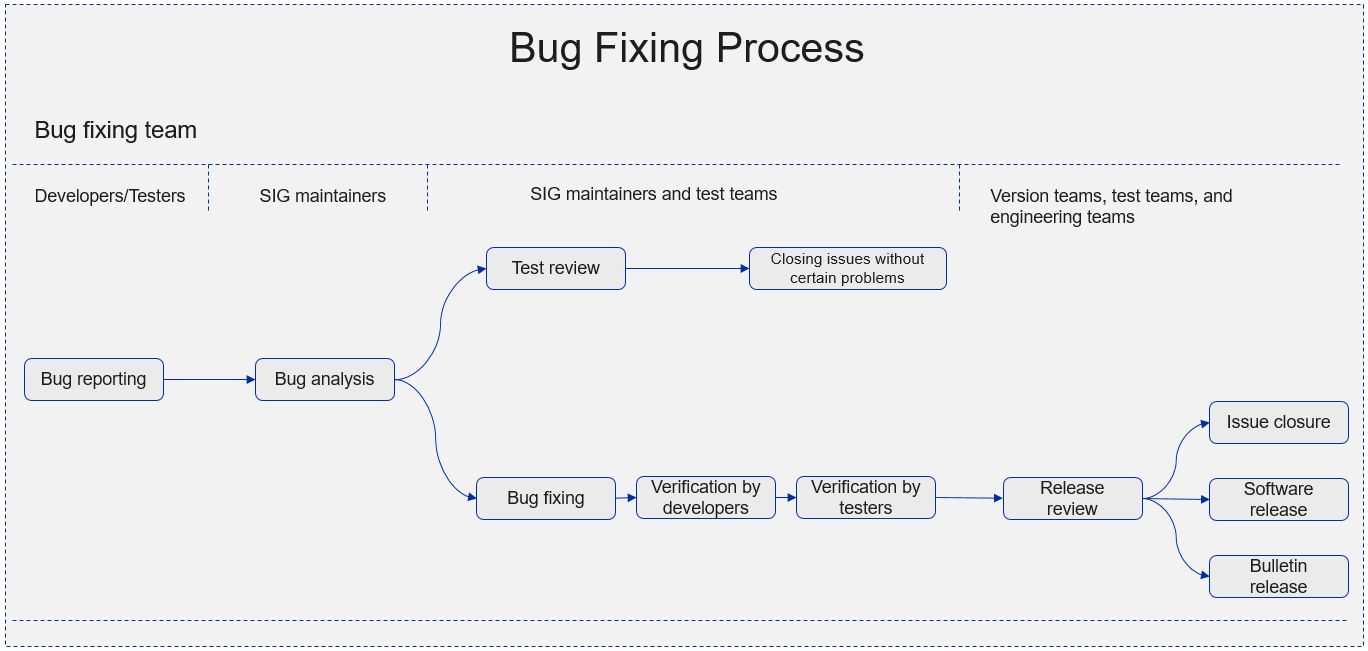 Bug Fixing Process
Bug fixing team
Developers/Testers
SIG maintainers
SIG maintainers and test teams
Version teams, test teams, and
engineering teams
Test review
Closing issues without
certain problems
Bug reporting
Bug analysis
Bug fixing
Verification by
developers
Verification by
testers
Release
review
Issue closure
Software
release
Bulletin
release